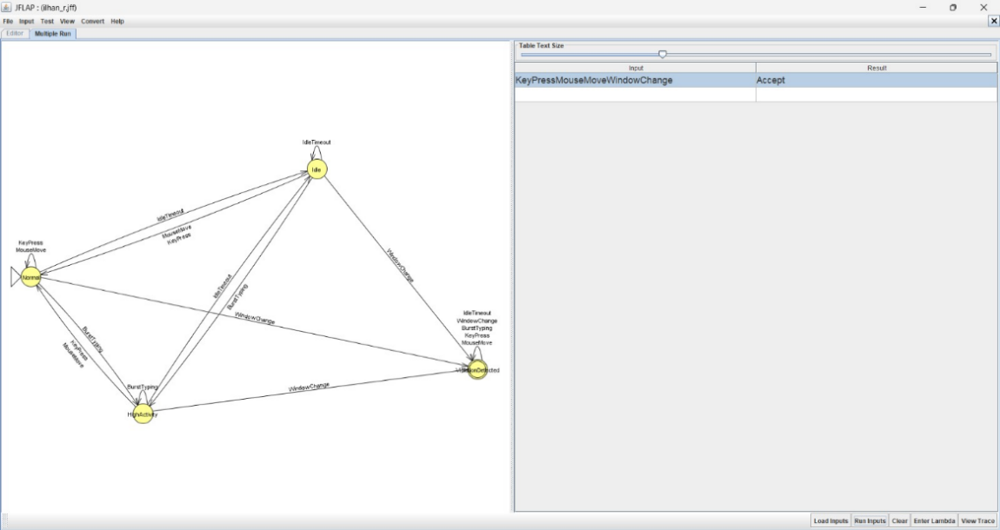 JFLAP : (ilhan_r.jff)
File Input Test View Convert Help
Editor Multiple Run
Table Text Size
Input Result
KeyPressMouseMoveWindowChange Accept
IdleTimeout
Idle
IdleTimeout
MouseMove
KeyPress
KeyPress
MouseMove
Normal
IdleTimeout
BurstTyping
WindowChange
WindowChange
IdleTimeout
WindowChange
BurstTyping
KeyPress
MouseMove
BurstTyping
KeyPress
MouseMove
BurstTyping
HighActivity
WindowChange
Load Inputs Run Inputs Clear Enter Lambda View Trace